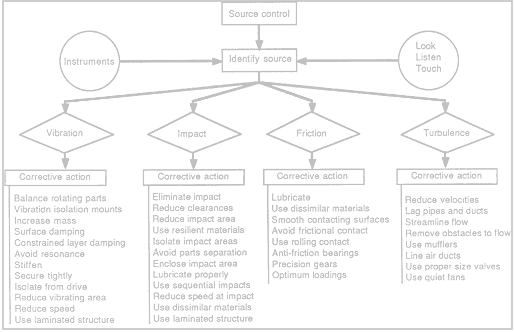 Source control
Instruments
Identify source
Look
Listen
Touch
Vibration
Impact
Friction
Turbulence
Corrective action
Balance rotating parts
Vibration isolation mounts
Increase mass
Surface damping
Constrained layer damping
Avoid resonance
Stiffen
Secure tightly
Isolate from drive
Reduce vibrating area
Reduce speed
Use laminated structure
Corrective action
Eliminate impact
Reduce clearances
Reduce impact area
Use resilient materials
Isolate impact areas
Avoid parts separation
Enclose impact area
Lubricate properly
Use sequential impacts
Reduce speed at impact
Use dissimilar materials
Use laminated structure
Corrective action
Lubricate
Use dissimilar materials
Smooth contacting surfaces
Avoid frictional contact
Use rolling contact
Anti-friction bearings
Precision gears
Optimum loadings
Corrective action
Reduce velocities
Lag pipes and ducts
Streamline flow
Remove obstacles to flow
Use mufflers
Line air ducts
Use proper size valves
Use quiet fans